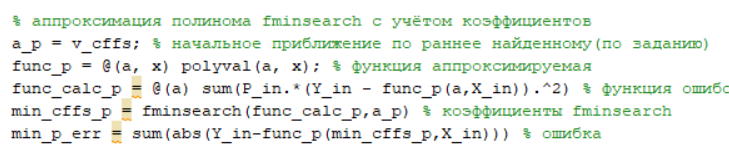 % аппроксимация полинома fminsearch с учётом коэффициентов
a_p = v_cffs; % начальное приближение по раннее найденному(по заданию)
func_p = @(a, x) polyval(a, x); % функция аппроксимируемая
func_calc_p = @(a) sum(P_in.*(Y_in - func_p(a,X_in)).^2) % функция
min_cffs_p = fminsearch(func_calc_p,a_p) % коэффициенты fminsearch
min_p_err = sum(abs(Y_in-func_p(min_cffs_p,X_in))) % ошибка